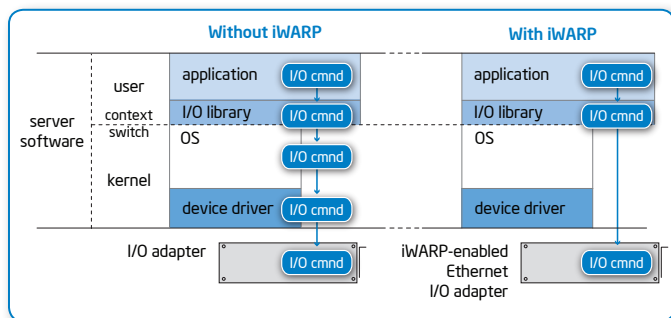 Without iWARP
With iWARP
user
application
I/O cmnd
application
I/O cmnd
server
software
context
switch
I/O library
I/O cmnd
I/O library
I/O cmnd
OS
I/O cmnd
OS
kernel
device driver
I/O cmnd
device driver
I/O adapter
I/O cmnd
iWARP-enabled
Ethernet
I/O adapter
I/O cmnd